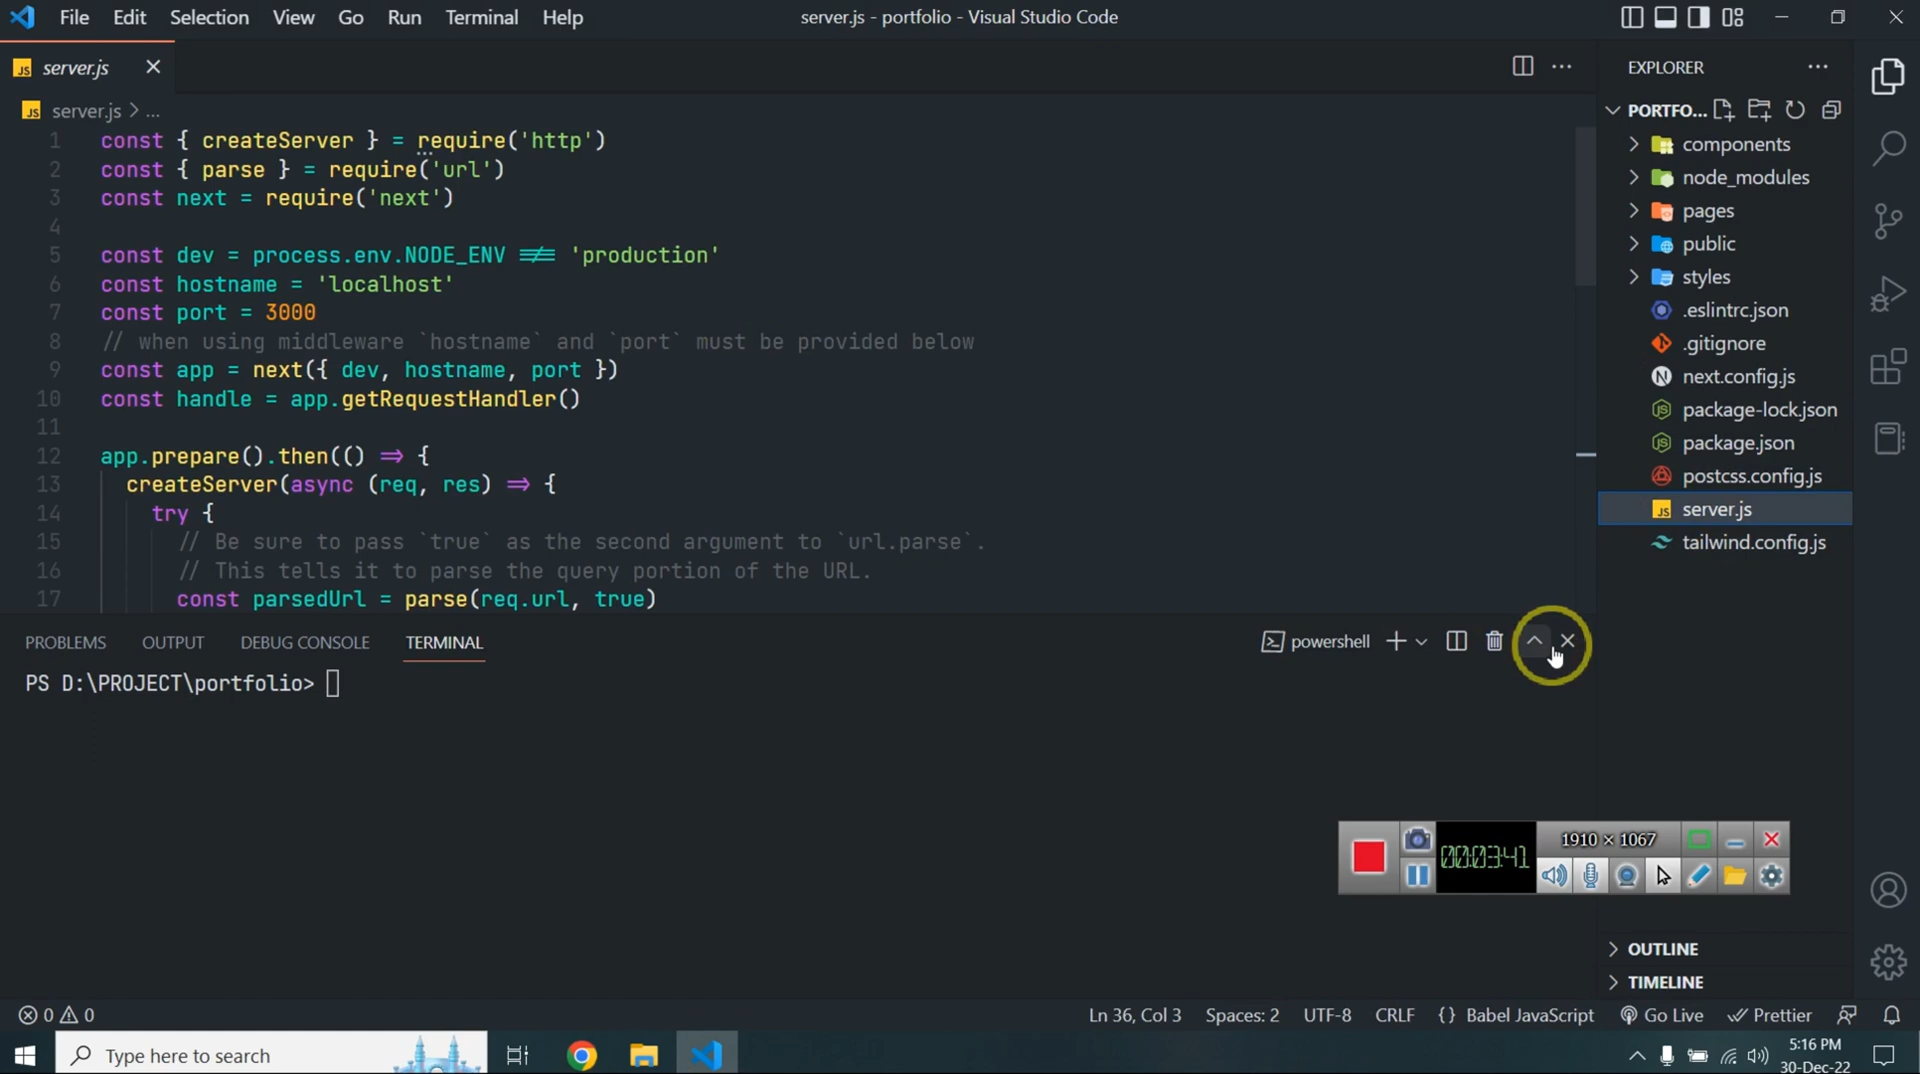 File Edit Selection View Go Run Terminal Help
server.js - portfolio - Visual Studio Code
JS server.js
EXPLORER
JS server.js > ...
PORTFO...
1 const { createServer } = require('http')
2 const { parse } = require('url')
3 const next = require('next')
4
5 const dev = process.env.NODE_ENV !== 'production'
6 const hostname = 'localhost'
7 const port = 3000
8 // when using middleware `hostname` and `port` must be provided below
9 const app = next({ dev, hostname, port })
10 const handle = app.getRequestHandler()
11
12 app.prepare().then(() => {
13 createServer(async (req, res) => {
14 try {
15 // Be sure to pass `true` as the second argument to `url.parse`.
16 // This tells it to parse the query portion of the URL.
17 const parsedUrl = parse(req.url, true)
components
node_modules
pages
public
styles
.eslintrc.json
.gitignore
N next.config.js
package-lock.json
package.json
postcss.config.js
JS server.js
tailwind.config.js
PROBLEMS OUTPUT DEBUG CONSOLE TERMINAL
powershell
PS D:\PROJECT\portfolio>
00:03:41
1910 × 1067
OUTLINE
TIMELINE
0 0
Ln 36, Col 3 Spaces: 2 UTF-8 CRLF {} Babel JavaScript Go Live Prettier
Type here to search
5:16 PM
30-Dec-22